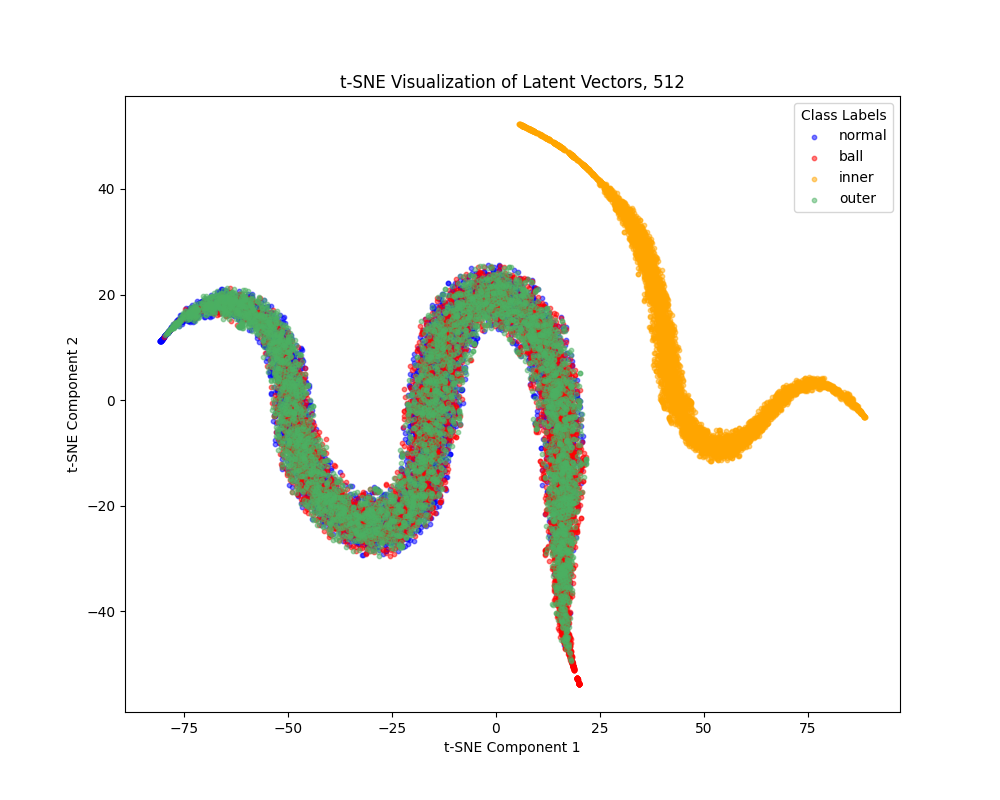 t-SNE Visualization of Latent Vectors, 512
Class Labels
normal
ball
inner
outer
40
20
0
−20
−40
t-SNE Component 2
−75
−50
−25
0
25
50
75
t-SNE Component 1